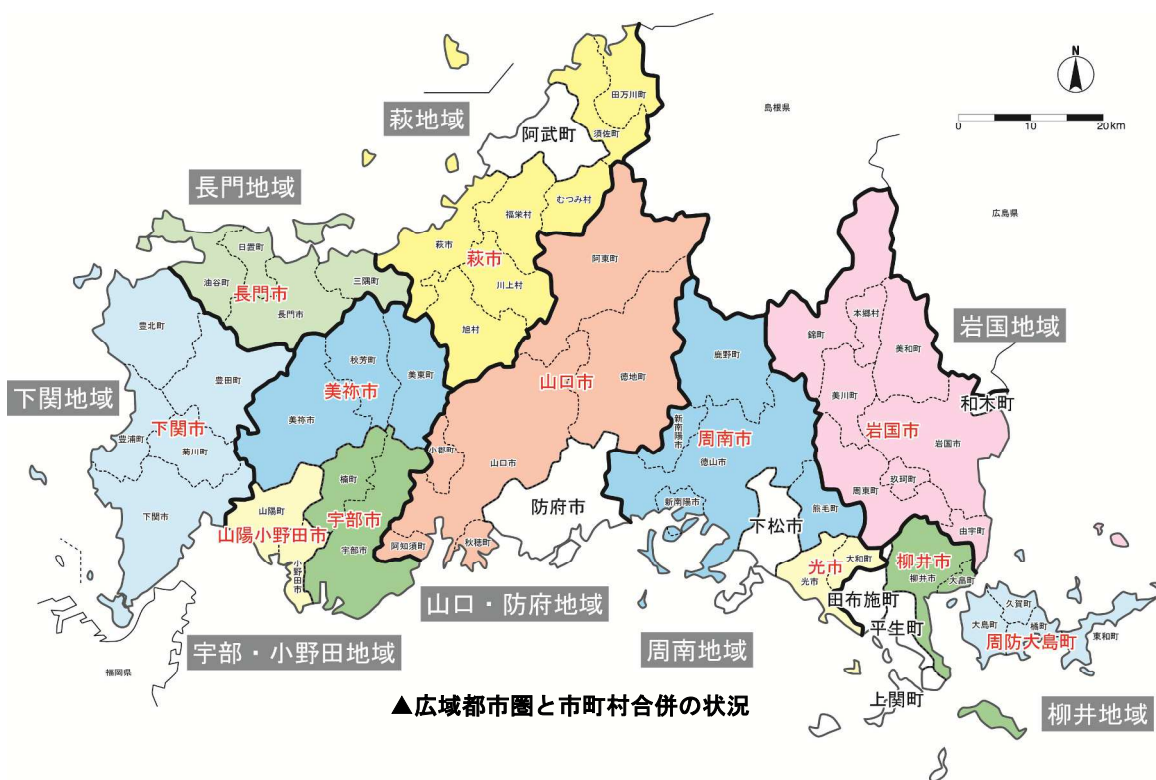 N
0 10 20km
島根県
広島県
福岡県
萩地域
田万川町
須佐町
阿武町
むつみ村
福栄村
萩市
萩市
川上村
旭村
長門地域
日置町
油谷町
長門市
三隅町
長門市
下関地域
豊北町
豊田町
下関市
豊浦町
菊川町
下関市
秋芳町
美東町
美祢市
美祢市
山陽町
山陽小野田市
小野田市
楠町
宇部市
宇部市
宇部・小野田地域
阿東町
山口市
徳地町
小郡町
山口市
阿知須町
秋穂町
防府市
山口・防府地域
鹿野町
新南陽市
周南市
徳山市
新南陽市
熊毛町
下松市
光市
大和町
光市
周南地域
岩国地域
本郷村
錦町
美和町
和木町
美川町
岩国市
岩国市
玖珂町
周東町
由宇町
柳井市
柳井市
大畠町
田布施町
平生町
上関町
久賀町
大島町
橘町
周防大島町
東和町
柳井地域
▲広域都市圏と市町村合併の状況